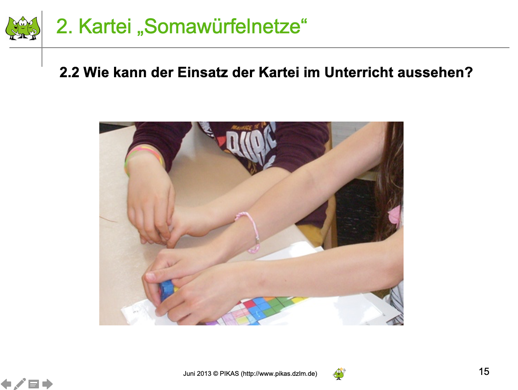 2. Kartei „Somawürfelnetze“
2.2 Wie kann der Einsatz der Kartei im Unterricht aussehen?
Juni 2013 © PIKAS (http://www.pikas.dzlm.de)
15